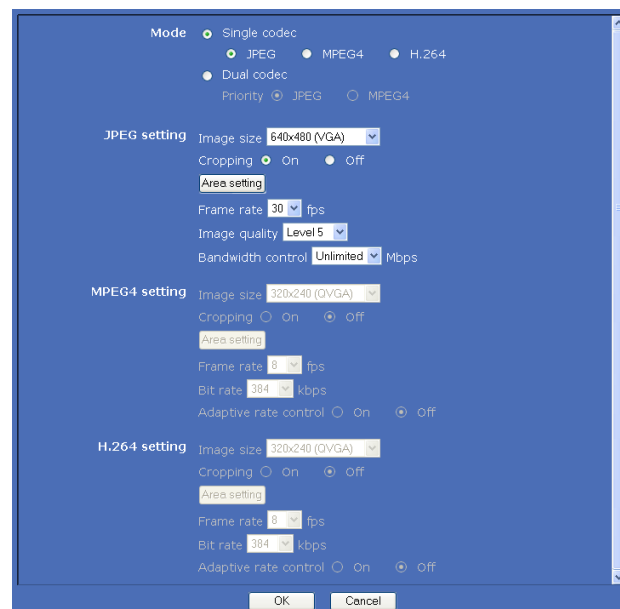 Mode Single codec
JPEG MPEG4 H.264
Dual codec
Priority JPEG MPEG4
JPEG setting Image size 640x480 (VGA)
Cropping On Off
Area setting
Frame rate 30 fps
Image quality Level 5
Bandwidth control Unlimited Mbps
MPEG4 setting Image size 320x240 (QVGA)
Cropping On Off
Area setting
Frame rate 8 fps
Bit rate 384 kbps
Adaptive rate control On Off
H.264 setting Image size 320x240 (QVGA)
Cropping On Off
Area setting
Frame rate 8 fps
Bit rate 384 kbps
Adaptive rate control On Off
OK Cancel